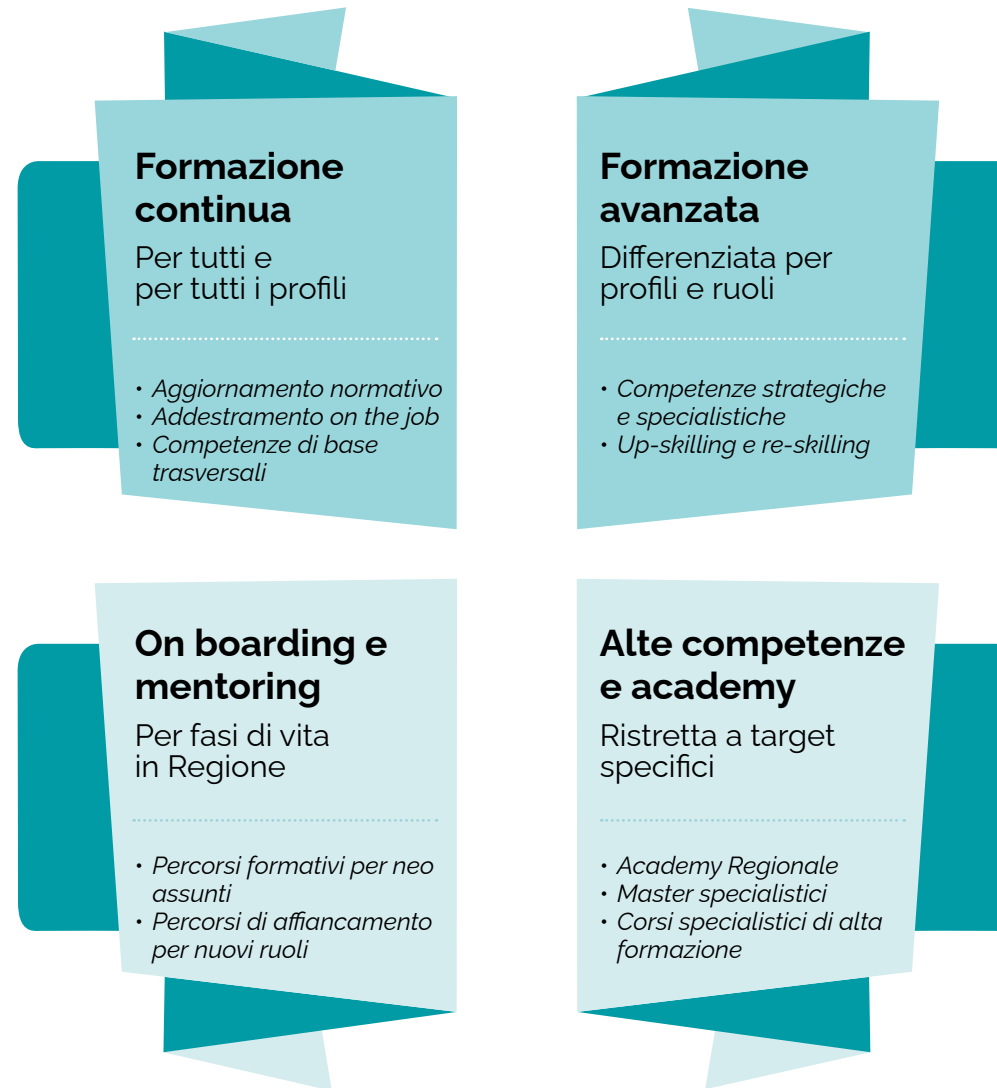 Formazione
continua
Per tutti e
per tutti i profili
• Aggiornamento normativo
• Addestramento on the job
• Competenze di base
trasversali
Formazione
avanzata
Differenziata per
profili e ruoli
• Competenze strategiche
e specialistiche
• Up-skilling e re-skilling
On boarding e
mentoring
Per fasi di vita
in Regione
• Percorsi formativi per neo
assunti
• Percorsi di affiancamento
per nuovi ruoli
Alte competenze
e academy
Ristretta a target
specifici
• Academy Regionale
• Master specialistici
• Corsi specialistici di alta
formazione